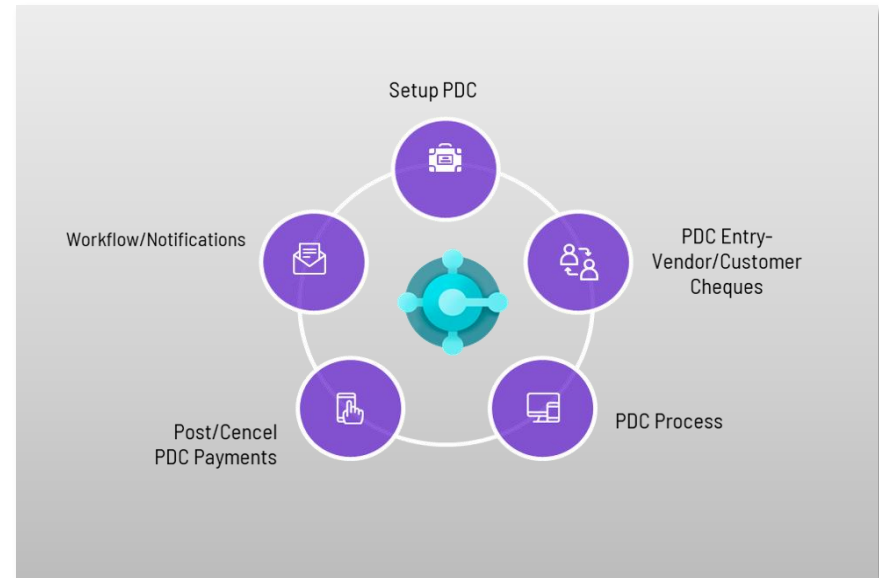 Setup PDC
Workflow/Notifications
PDC Entry-
Vendor/Customer
Cheques
PDC Process
Post/Cencel
PDC Payments